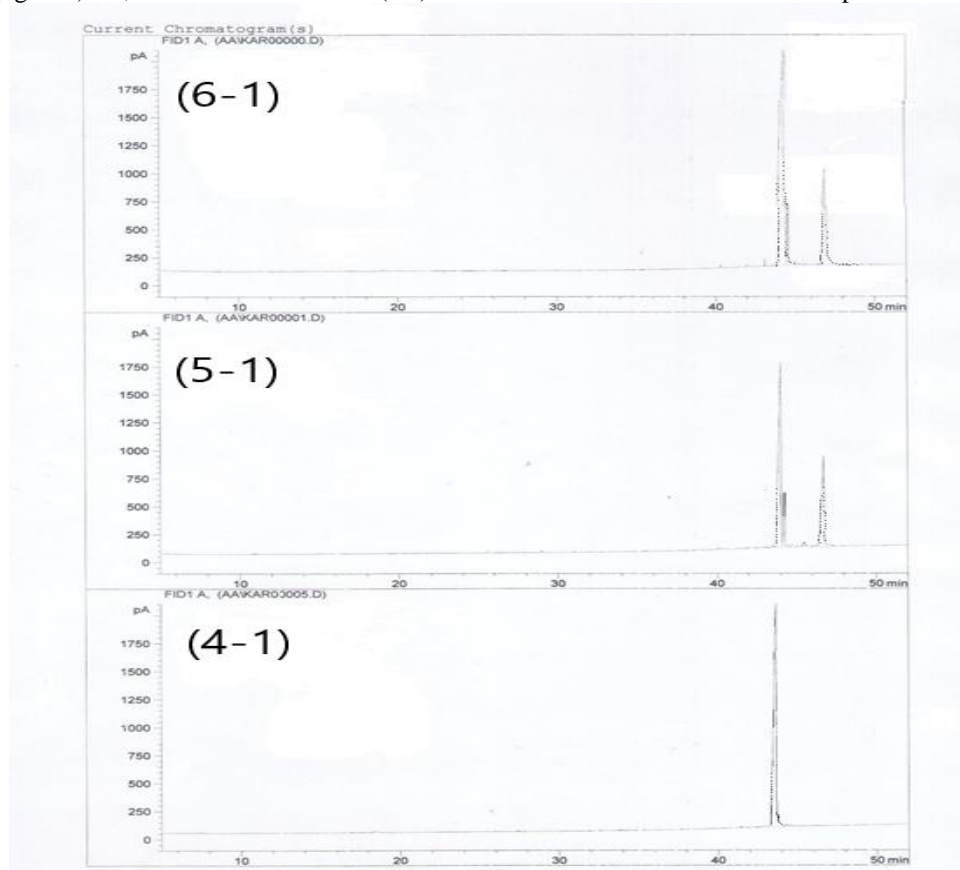 Current Chromatogram(s)
FID1 A, (AA\KAR00000.D)
pA
(6-1)
1750
1500
1250
1000
750
500
250
0
10 20 30 40 50 min
FID1 A, (AA\KAR00001.D)
pA
(5-1)
1750
1500
1250
1000
750
500
250
0
10 20 30 40 50 min
FID1 A, (AA\KAR00005.D)
pA
(4-1)
1750
1500
1250
1000
750
500
250
0
10 20 30 40 50 min